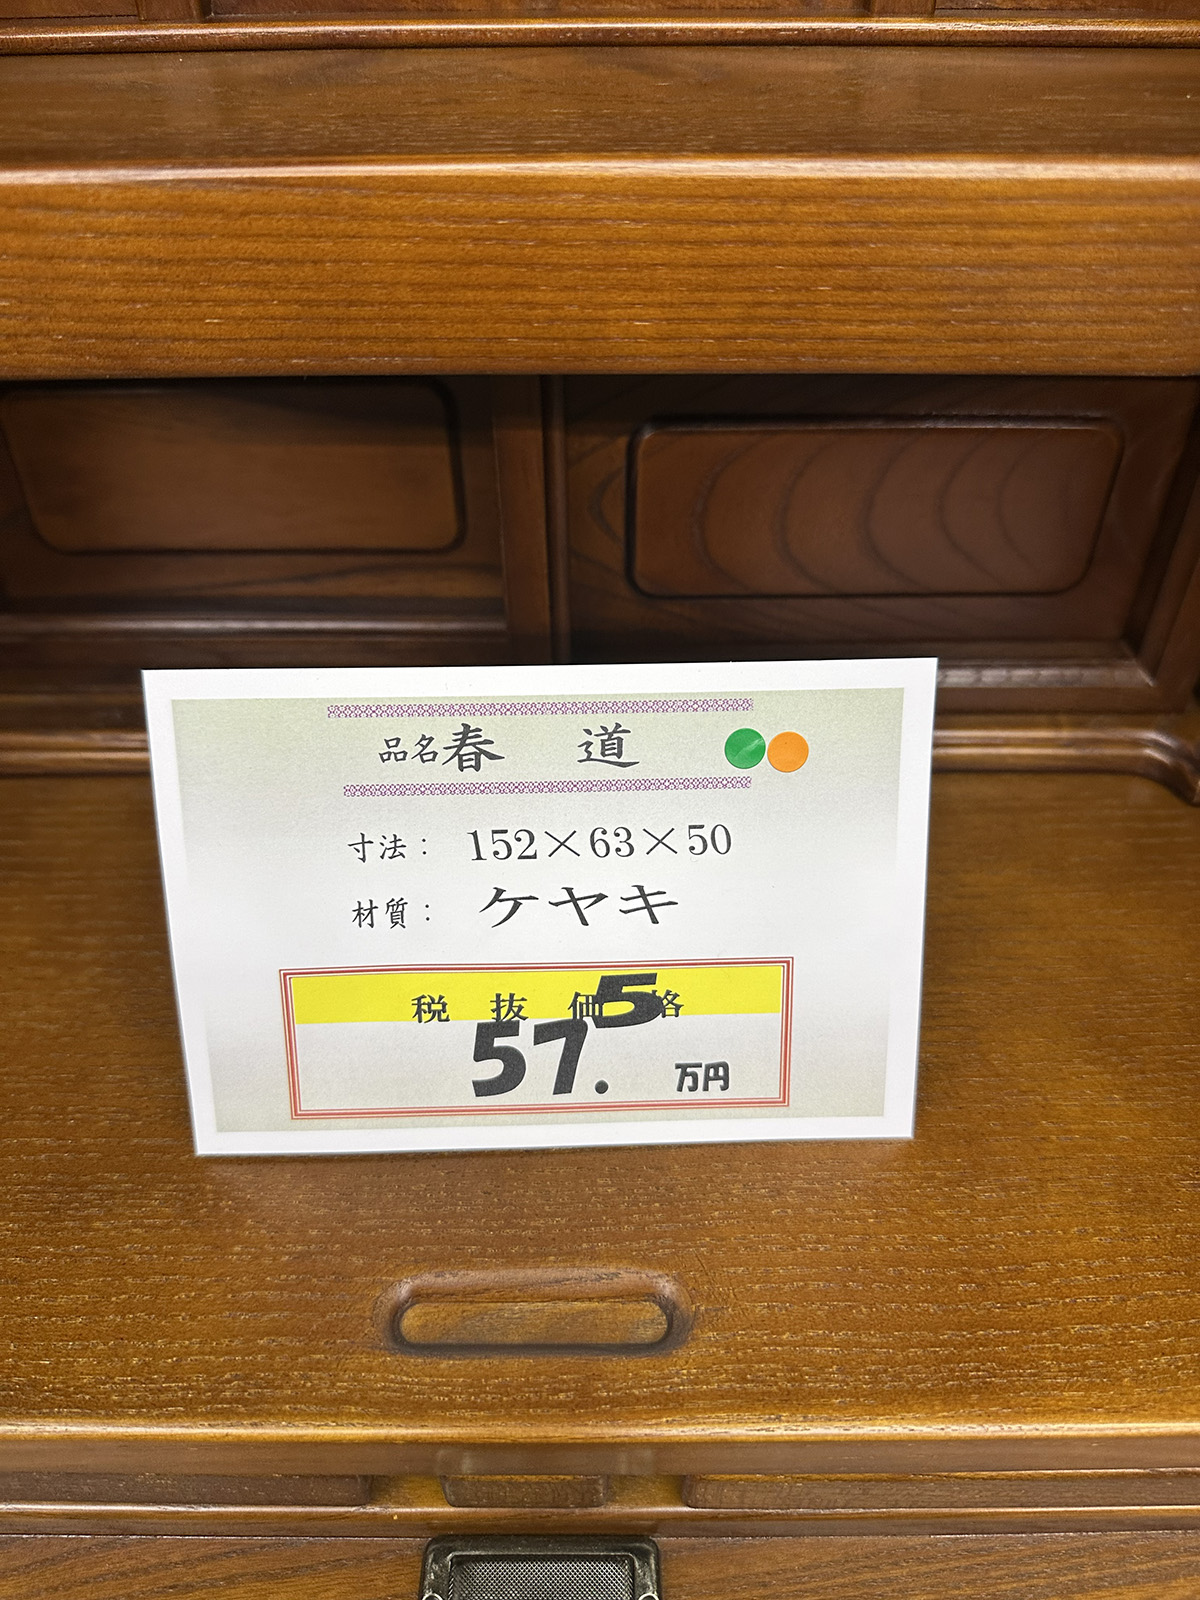 品名 春 道
寸法： 152×63×50
材質： ケヤキ
税 抜 価 格
57.5 万円